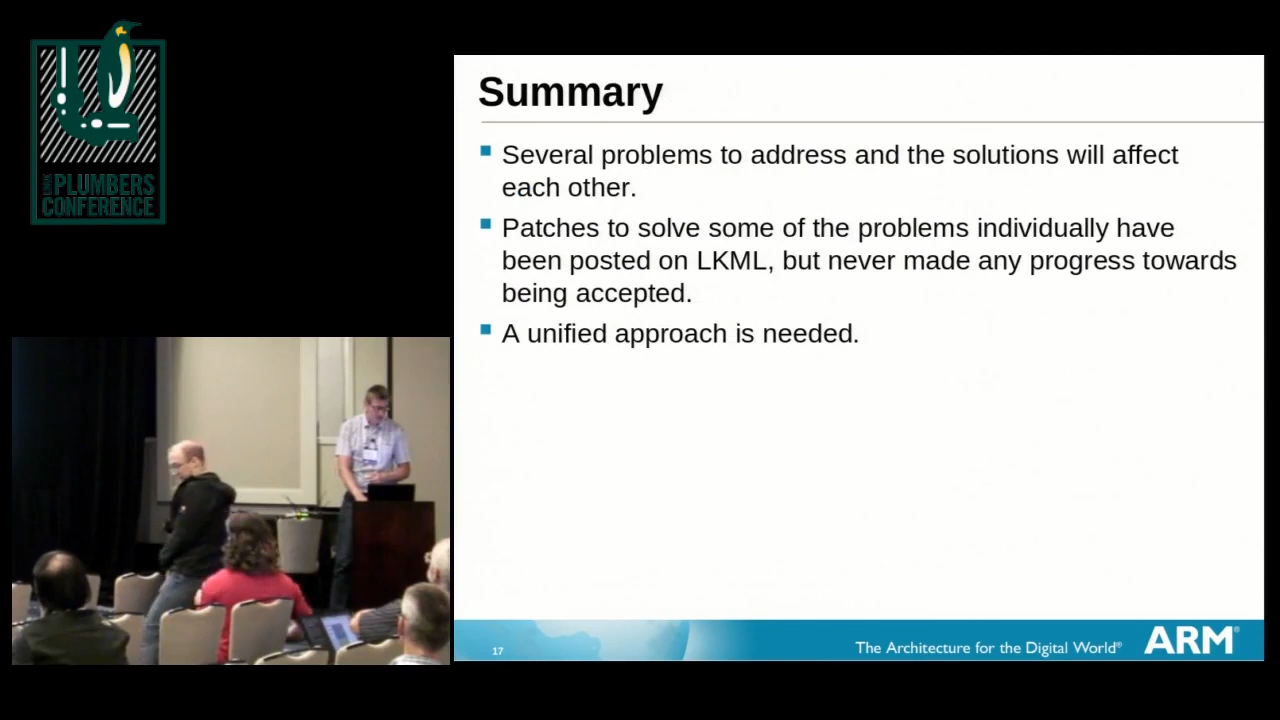 LINUX
PLUMBERS
CONFERENCE
Summary
Several problems to address and the solutions will affect
each other.
Patches to solve some of the problems individually have
been posted on LKML, but never made any progress towards
being accepted.
A unified approach is needed.
17
The Architecture for the Digital World®
ARM®